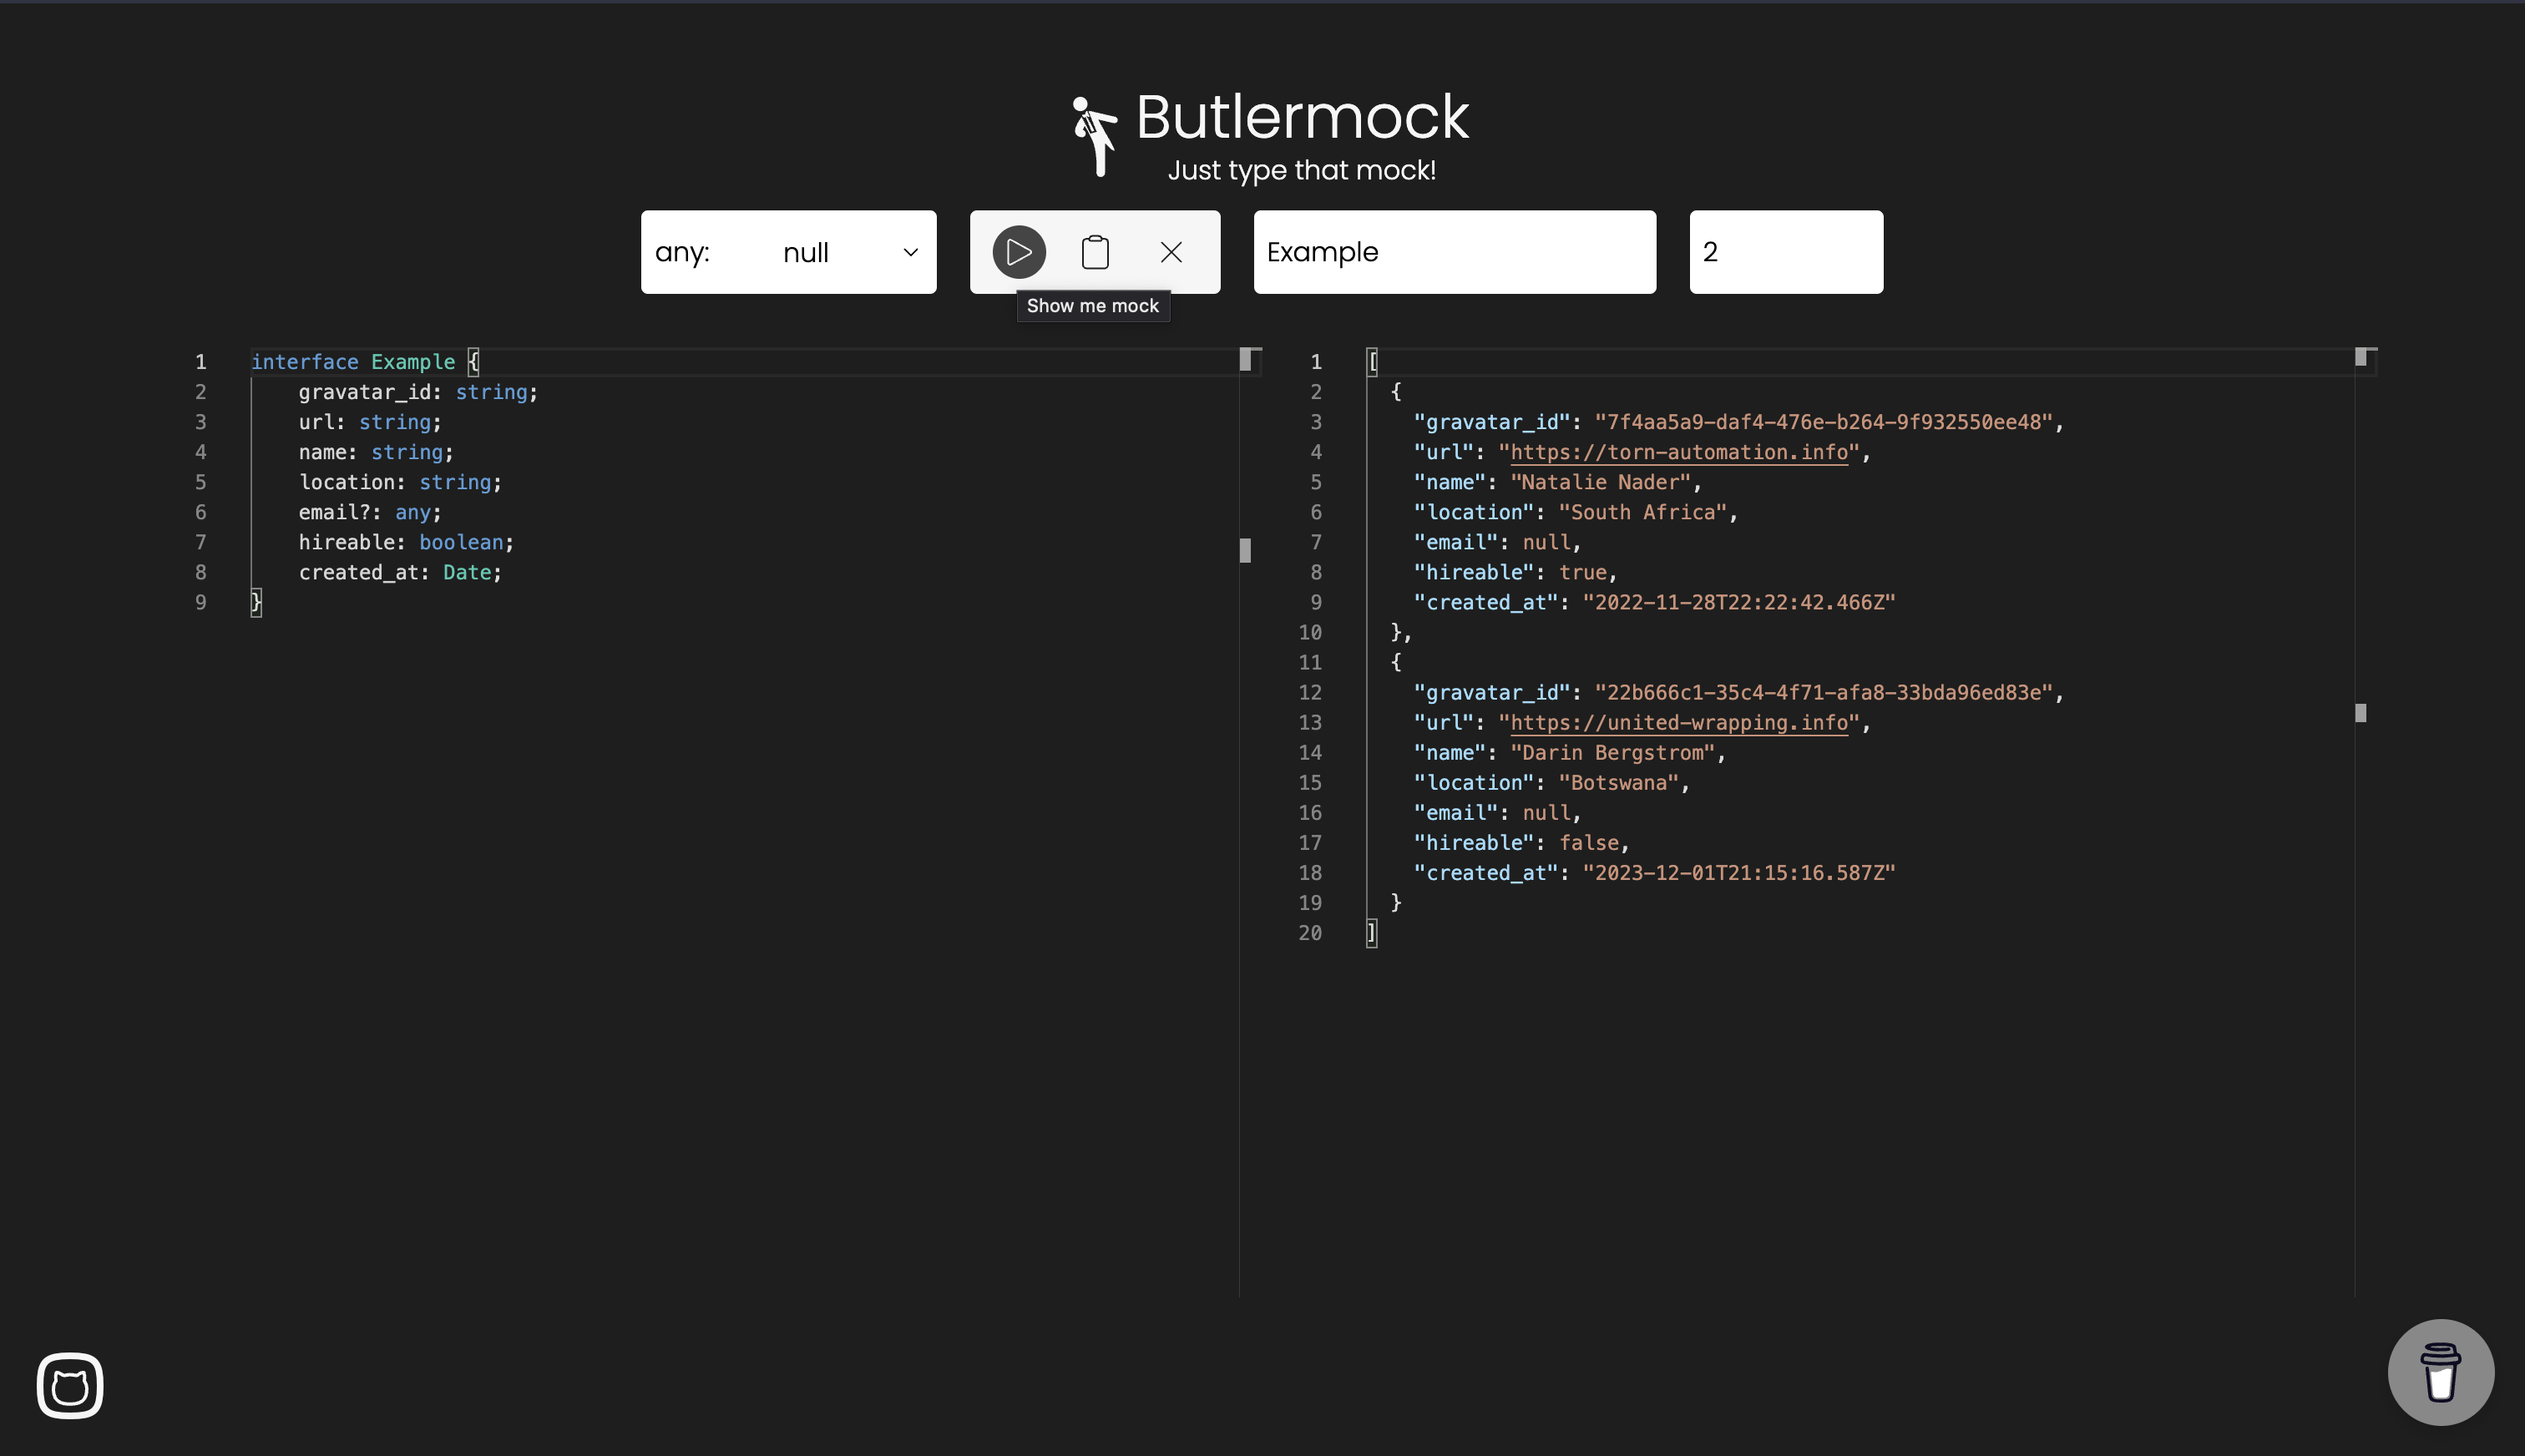 Butlermock
Just type that mock!
any: null
Example
2
Show me mock
1 interface Example {
2 gravatar_id: string;
3 url: string;
4 name: string;
5 location: string;
6 email?: any;
7 hireable: boolean;
8 created_at: Date;
9 }
1 [
2 {
3 "gravatar_id": "7f4aa5a9-daf4-476e-b264-9f932550ee48",
4 "url": "https://torn-automation.info",
5 "name": "Natalie Nader",
6 "location": "South Africa",
7 "email": null,
8 "hireable": true,
9 "created_at": "2022-11-28T22:22:42.466Z"
10 },
11 {
12 "gravatar_id": "22b666c1-35c4-4f71-afa8-33bda96ed83e",
13 "url": "https://united-wrapping.info",
14 "name": "Darin Bergstrom",
15 "location": "Botswana",
16 "email": null,
17 "hireable": false,
18 "created_at": "2023-12-01T21:15:16.587Z"
19 }
20 ]